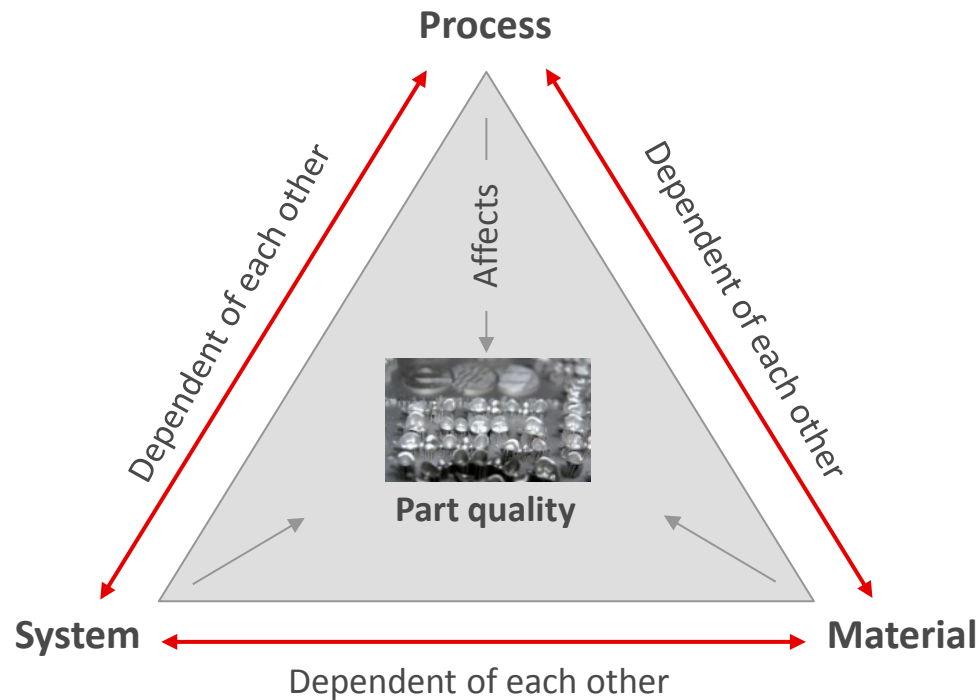 Process
Dependent of each other
Dependent of each other
Affects
Part quality
System
Material
Dependent of each other